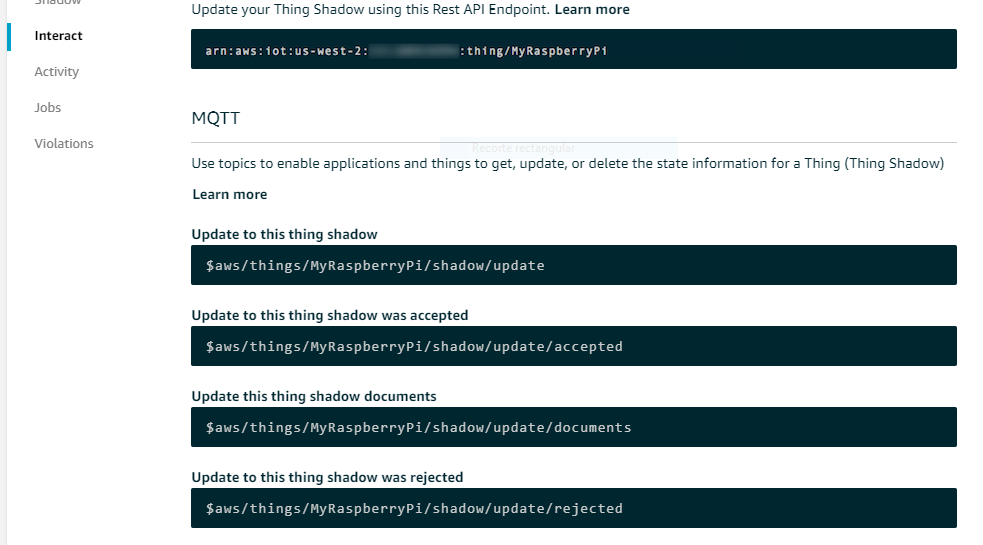 Shadow
Update your Thing Shadow using this Rest API Endpoint. Learn more
Interact
arn:aws:iot:us-west-2: :thing/MyRaspberryPi
Activity
Jobs
MQTT
Violations
Recorte rectangular
Use topics to enable applications and things to get, update, or delete the state information for a Thing (Thing Shadow)
Learn more
Update to this thing shadow
$aws/things/MyRaspberryPi/shadow/update
Update to this thing shadow was accepted
$aws/things/MyRaspberryPi/shadow/update/accepted
Update this thing shadow documents
$aws/things/MyRaspberryPi/shadow/update/documents
Update to this thing shadow was rejected
$aws/things/MyRaspberryPi/shadow/update/rejected